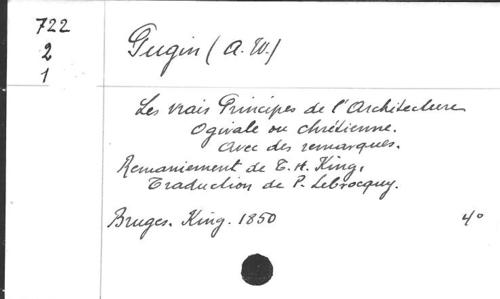 722
2
1
Pugin (A. W.)
Les vrais Principes de l'Architecture
Ogivale ou chrétienne.
Avec des remarques.
Remaniement de T. H. King.
Traduction de P. Lebrocquy.
Bruges. King. 1850 4°